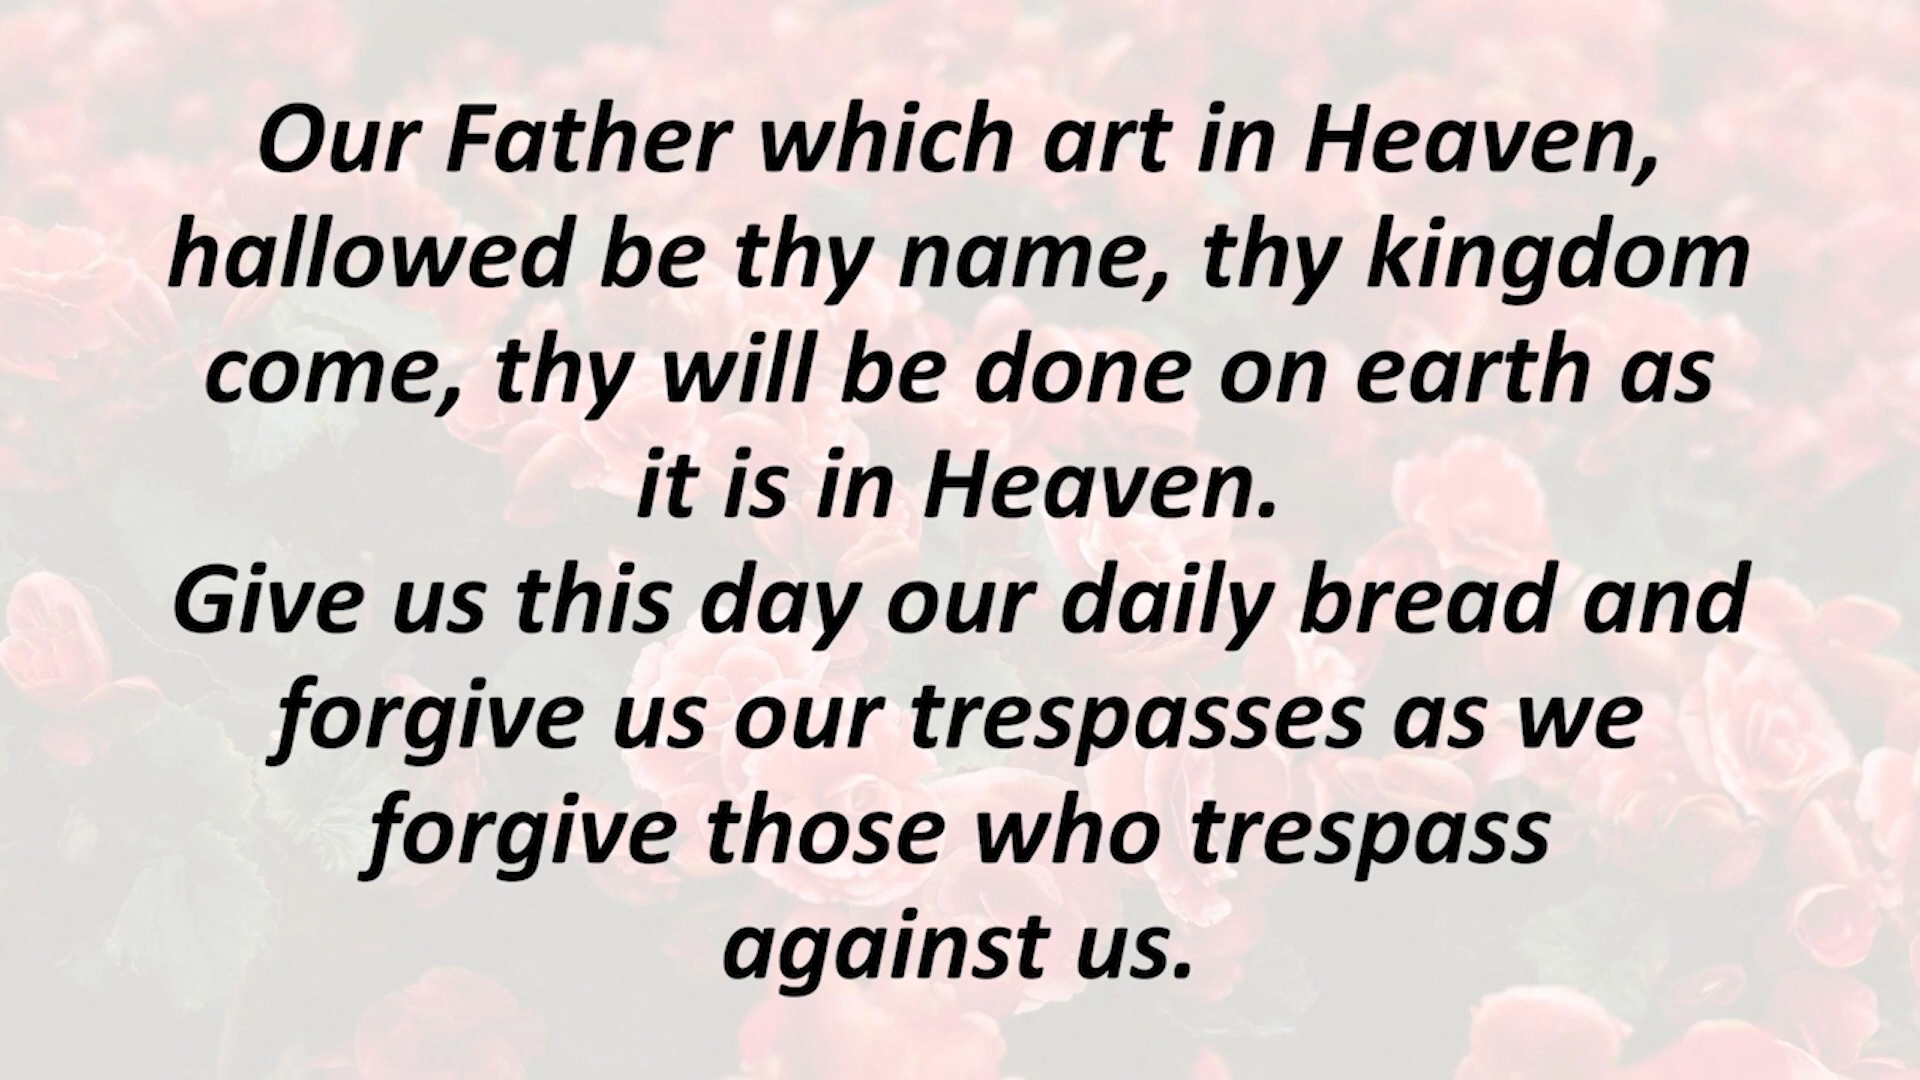 Our Father which art in Heaven,
hallowed be thy name, thy kingdom
come, thy will be done on earth as
it is in Heaven.
Give us this day our daily bread and
forgive us our trespasses as we
forgive those who trespass
against us.